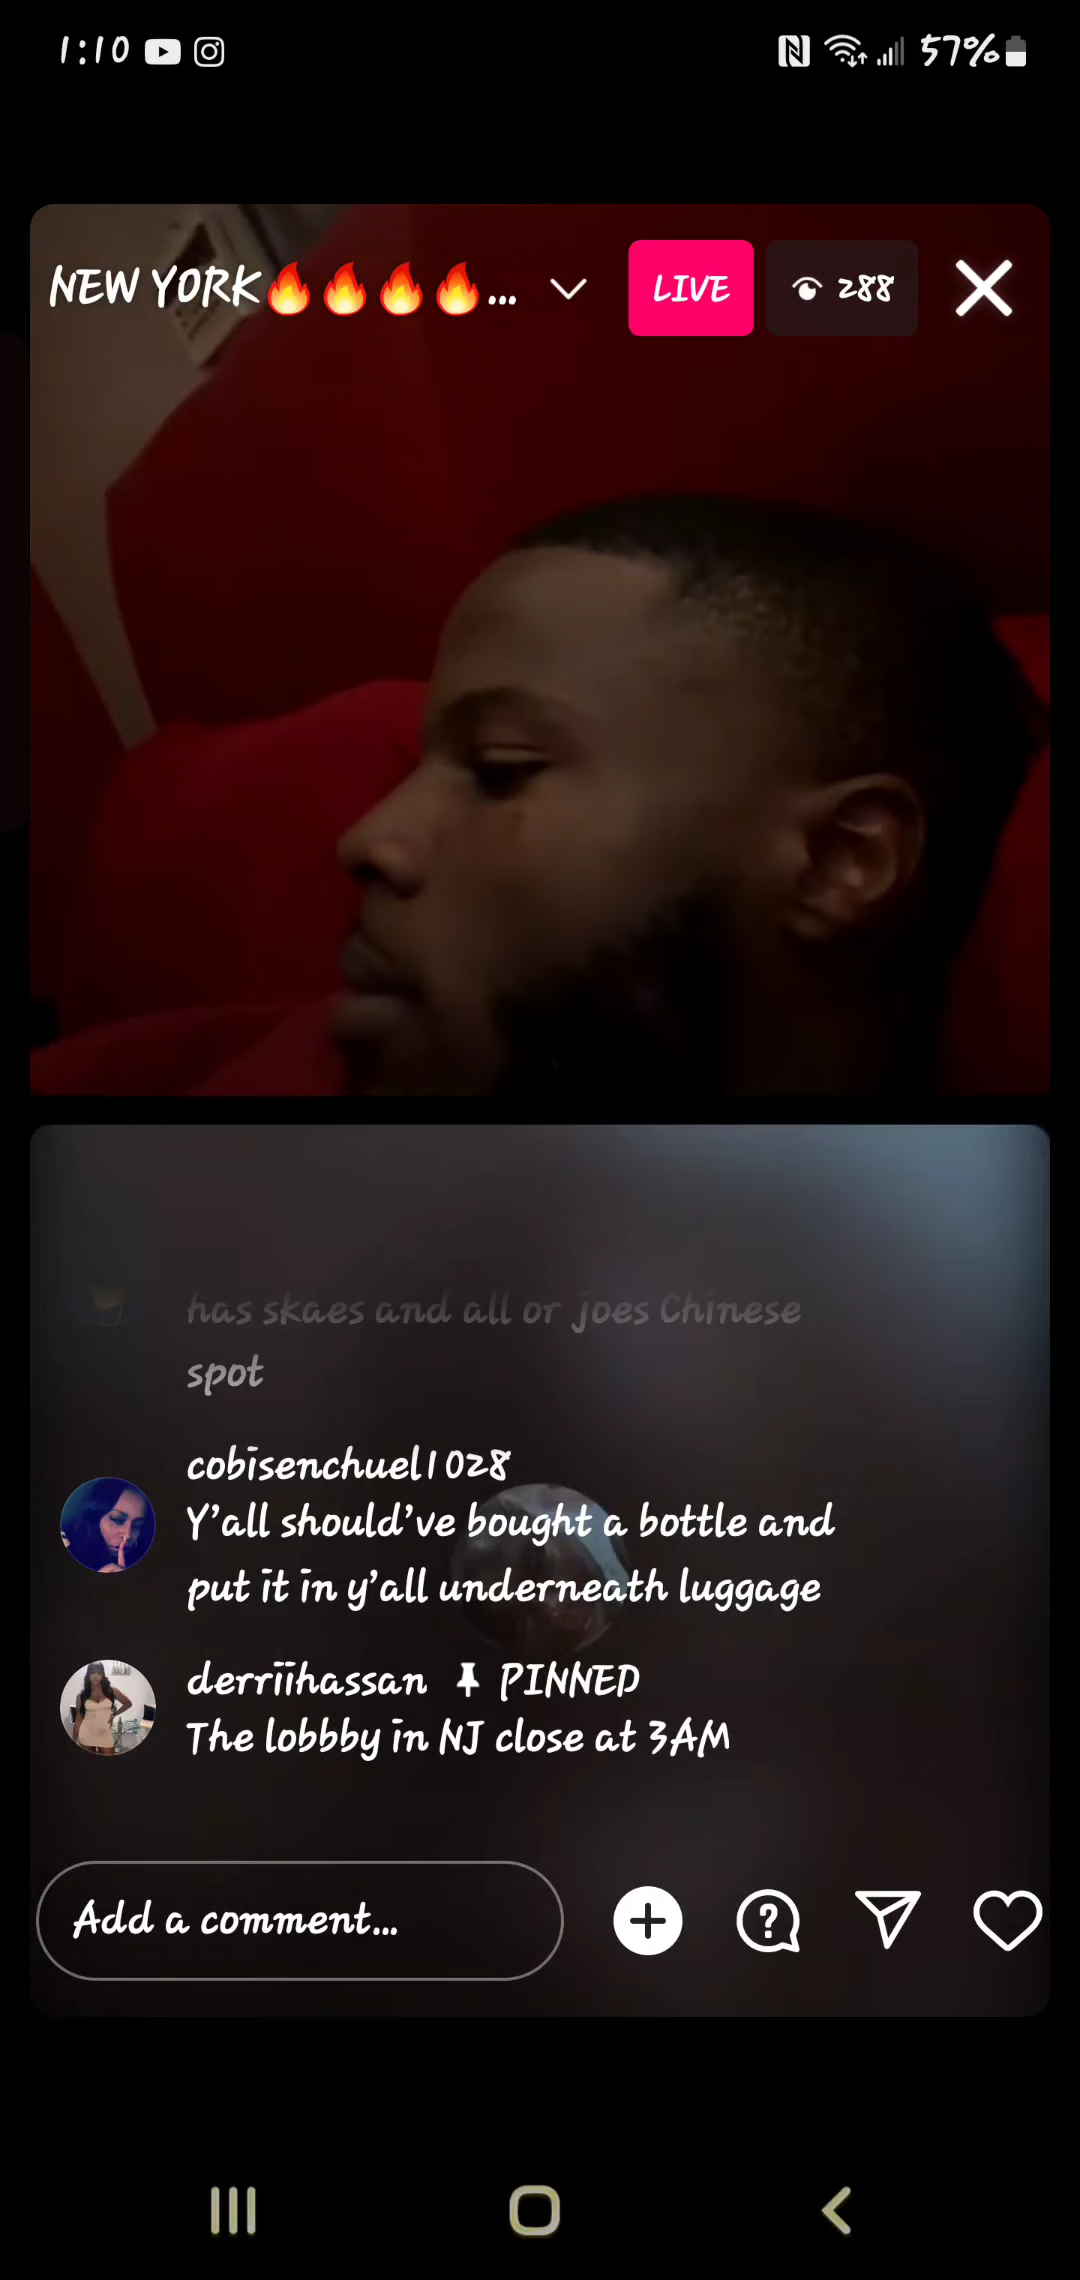 1:10 57%
NEW YORK🔥🔥🔥🔥... LIVE 288
has skaes and all or joes Chinese
spot
cobisenchuel1028
Y'all should've bought a bottle and
put it in y'all underneath luggage
derriihassan PINNED
The lobbby in NJ close at 3AM
Add a comment...